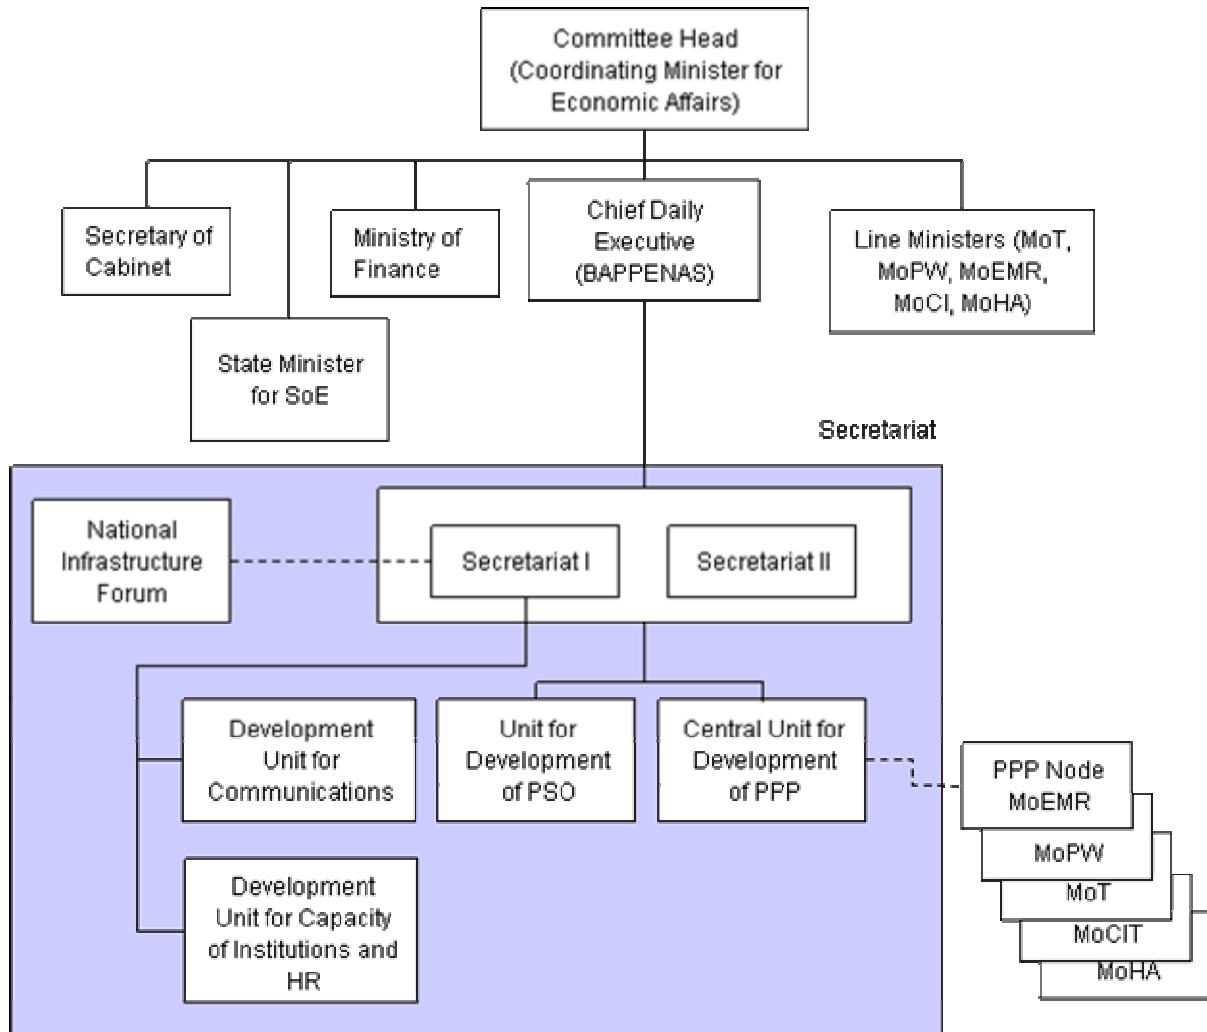 Committee Head
(Coordinating Minister for
Economic Affairs)
Secretary of
Cabinet
Ministry of
Finance
Chief Daily
Executive
(BAPPENAS)
Line Ministers (MoT,
MoPW, MoEMR,
MoCI, MoHA)
State Minister
for SoE
Secretariat
National
Infrastructure
Forum
Secretariat I
Secretariat II
Development
Unit for
Communications
Unit for
Development
of PSO
Central Unit for
Development
of PPP
PPP Node
MoEMR
MoPW
MoT
MoCIT
MoHA
Development
Unit for Capacity
of Institutions and
HR